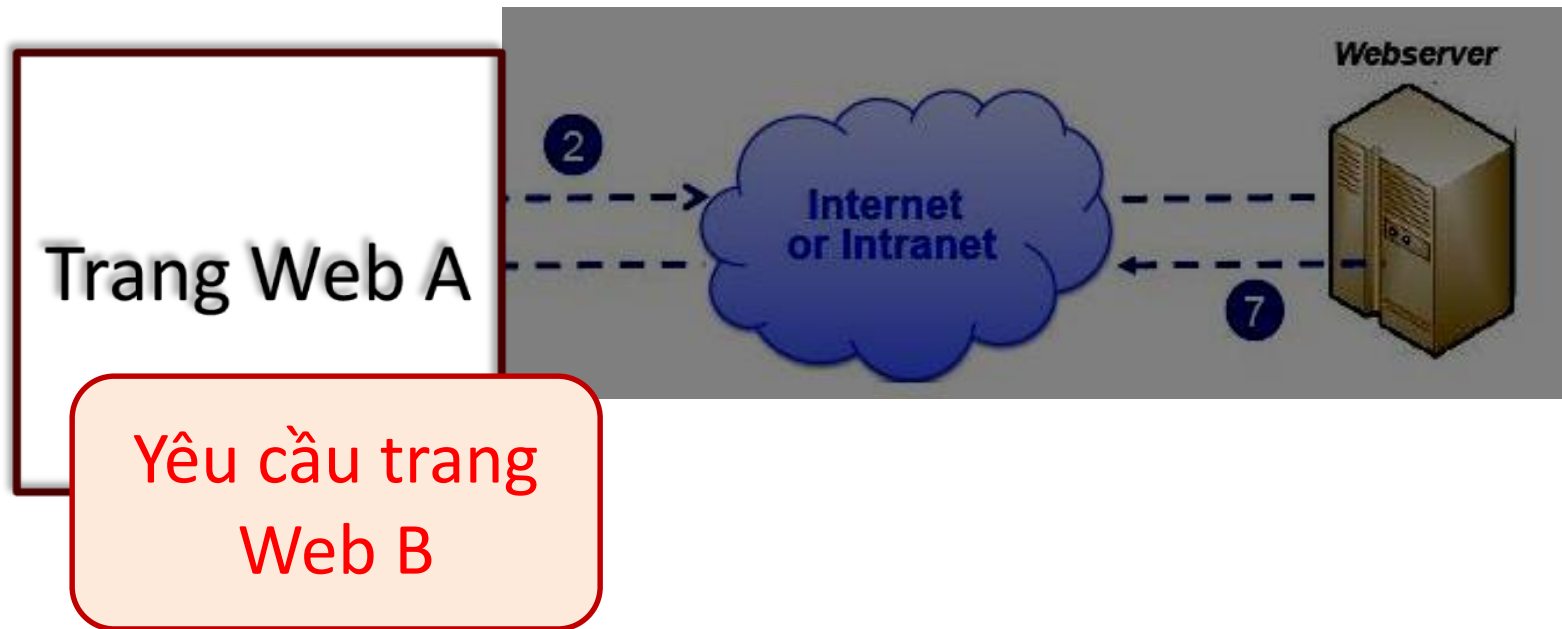 Webserver
2
Internet
or Intranet
Trang Web A
7
Yêu cầu trang
Web B